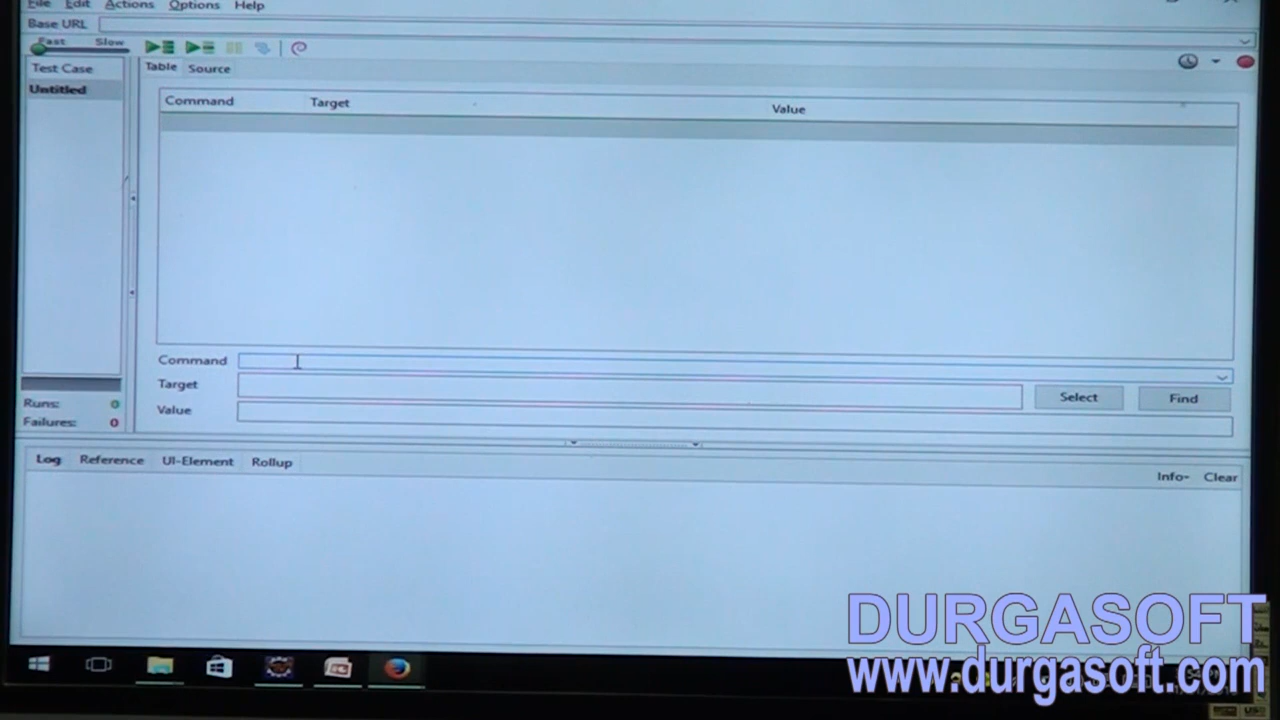 File Edit Actions Options Help
Base URL
Fast Slow
Test Case
Untitled
Table Source
Command Target Value
Command
Target
Select Find
Value
Runs: 0
Failures: 0
Log Reference UI-Element Rollup
Info- Clear
DURGASOFT
www.durgasoft.com